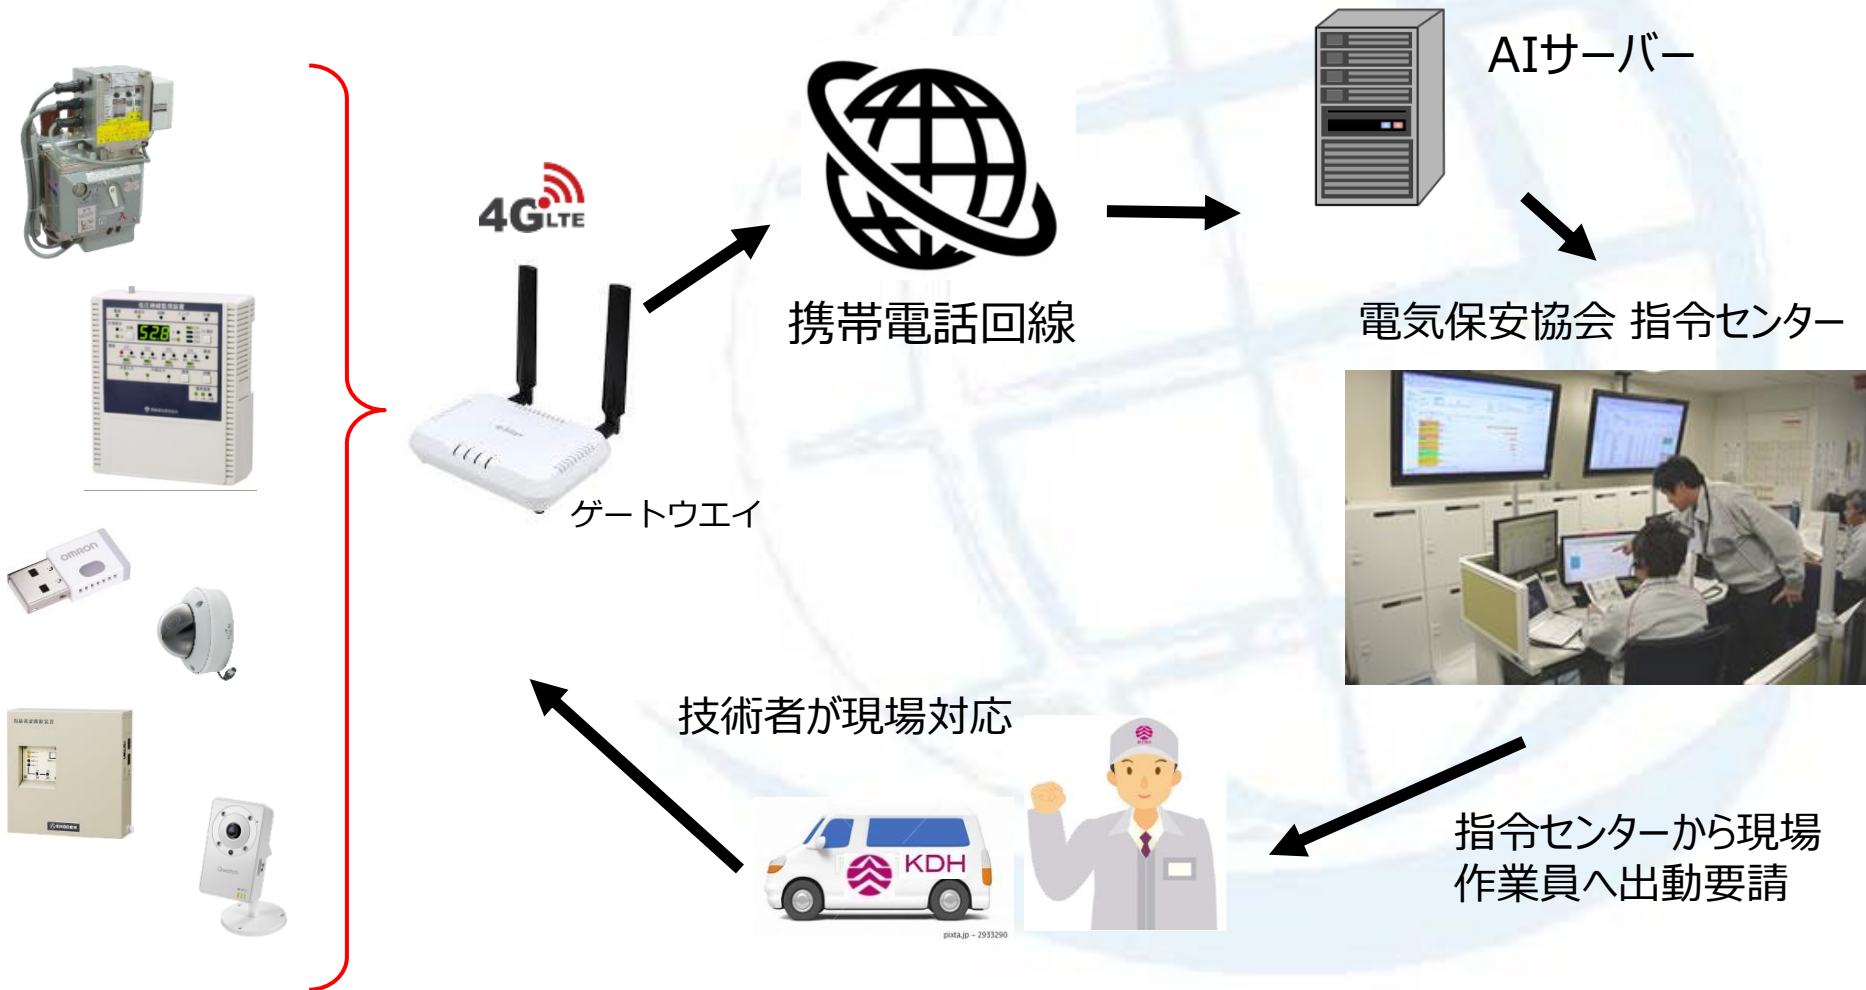 AIサーバー
4GLTE
携帯電話回線
電気保安協会 指令センター
528
ゲートウエイ
OMRON
技術者が現場対応
KDH
指令センターから現場
作業員へ出動要請
pixta.jp - 2933290